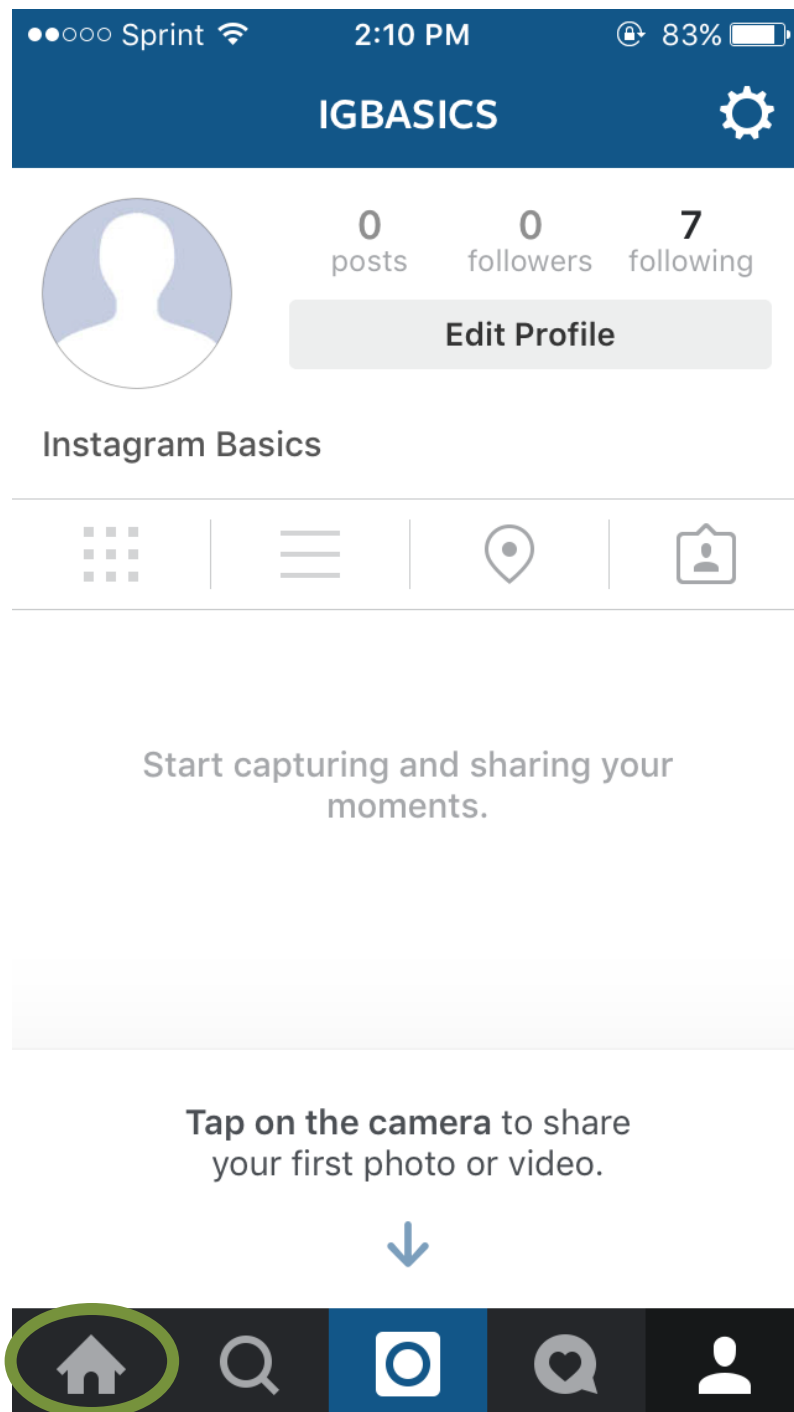 Sprint 2:10 PM 83%
IGBASICS
0 0 7
posts followers following
Edit Profile
Instagram Basics
Start capturing and sharing your
moments.
Tap on the camera to share
your first photo or video.